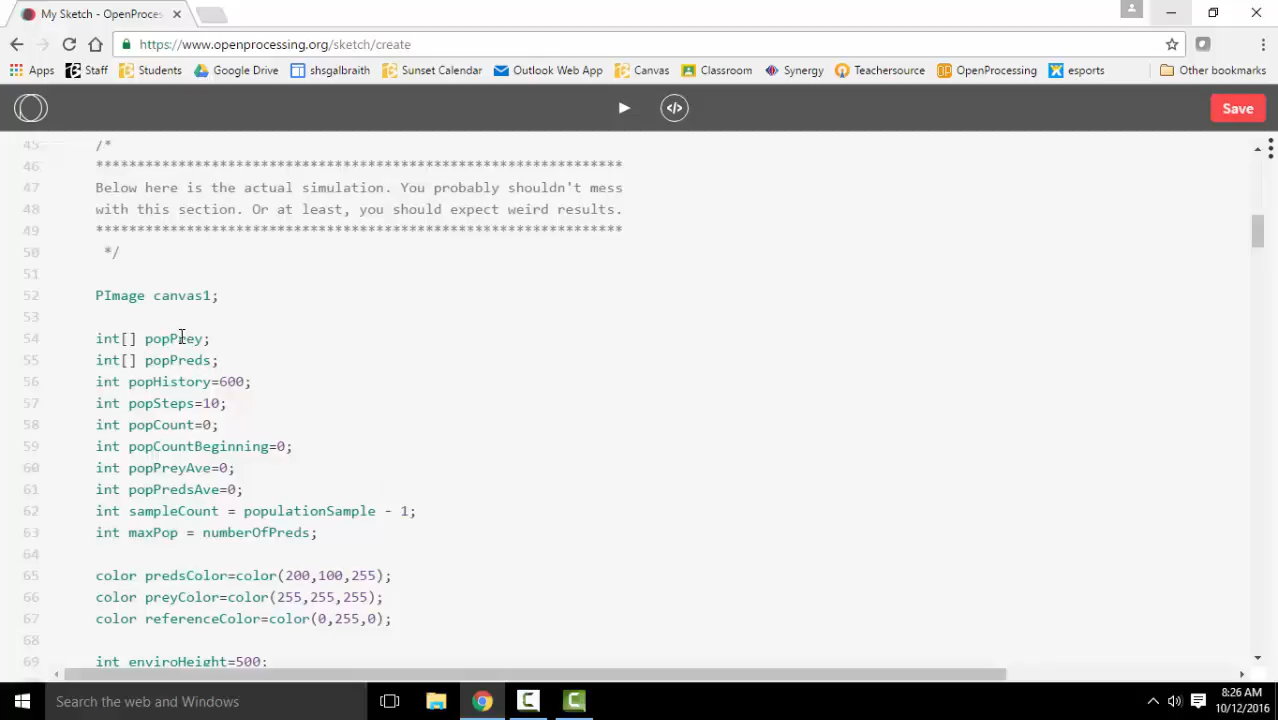 My Sketch - OpenProces
https://www.openprocessing.org/sketch/create
Apps Staff Students Google Drive shsgalbraith Sunset Calendar Outlook Web App Canvas Classroom Synergy Teachersource OpenProcessing esports Other bookmarks
</> Save
45 /*
46 ****************************************************************
47 Below here is the actual simulation. You probably shouldn't mess
48 with this section. Or at least, you should expect weird results.
49 ****************************************************************
50 */
51
52 PImage canvas1;
53
54 int[] popPrey;
55 int[] popPreds;
56 int popHistory=600;
57 int popSteps=10;
58 int popCount=0;
59 int popCountBeginning=0;
60 int popPreyAve=0;
61 int popPredsAve=0;
62 int sampleCount = populationSample - 1;
63 int maxPop = numberOfPreds;
64
65 color predsColor=color(200,100,255);
66 color preyColor=color(255,255,255);
67 color referenceColor=color(0,255,0);
68
69 int enviroHeight=500;
Search the web and Windows
8:26 AM
10/12/2016